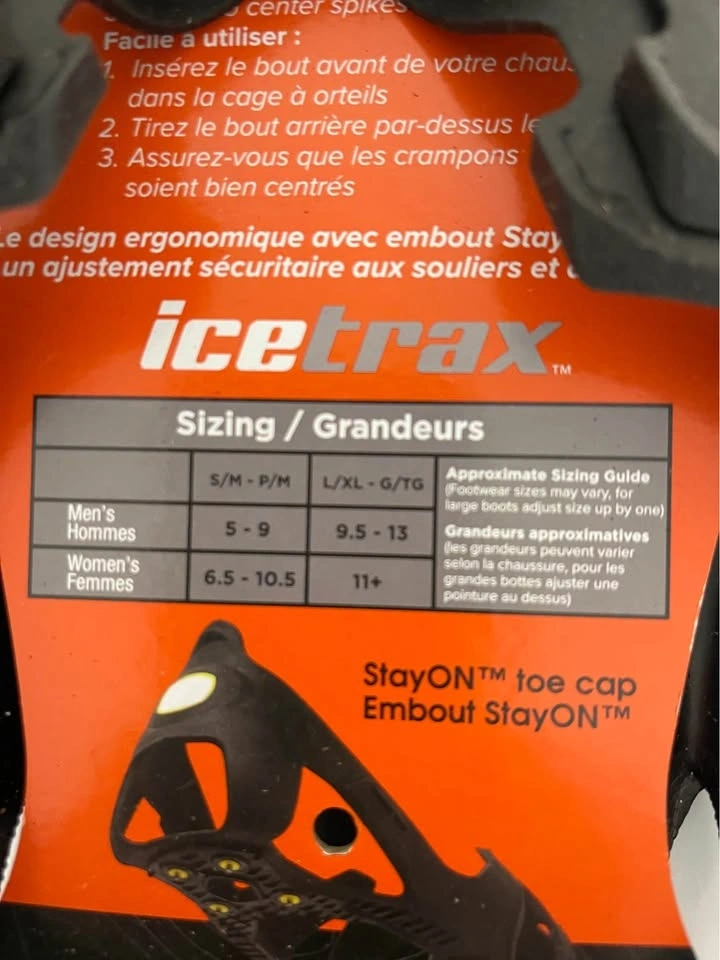 center spikes
Facile à utiliser :
1. Insérez le bout avant de votre
dans la cage à orteils
2. Tirez le bout arrière par-dessus
3. Assurez-vous que les crampons
soient bien centrés
Le design ergonomique avec embout
un ajustement sécuritaire aux souliers et
icetrax™
Sizing / Grandeurs
S/M - P/M
L/XL - G/TG
Men's
Hommes
5 - 9
9.5 - 13
Women's
Femmes
6.5 - 10.5
11+
Approximate Sizing Guide
(Footwear sizes may vary, for
large boots adjust size up by one)
Grandeurs approximatives
(les grandeurs peuvent varier
selon la chaussure, pour les
grandes bottes ajuster une
pointure au dessus)
StayON™ toe cap
Embout StayON™